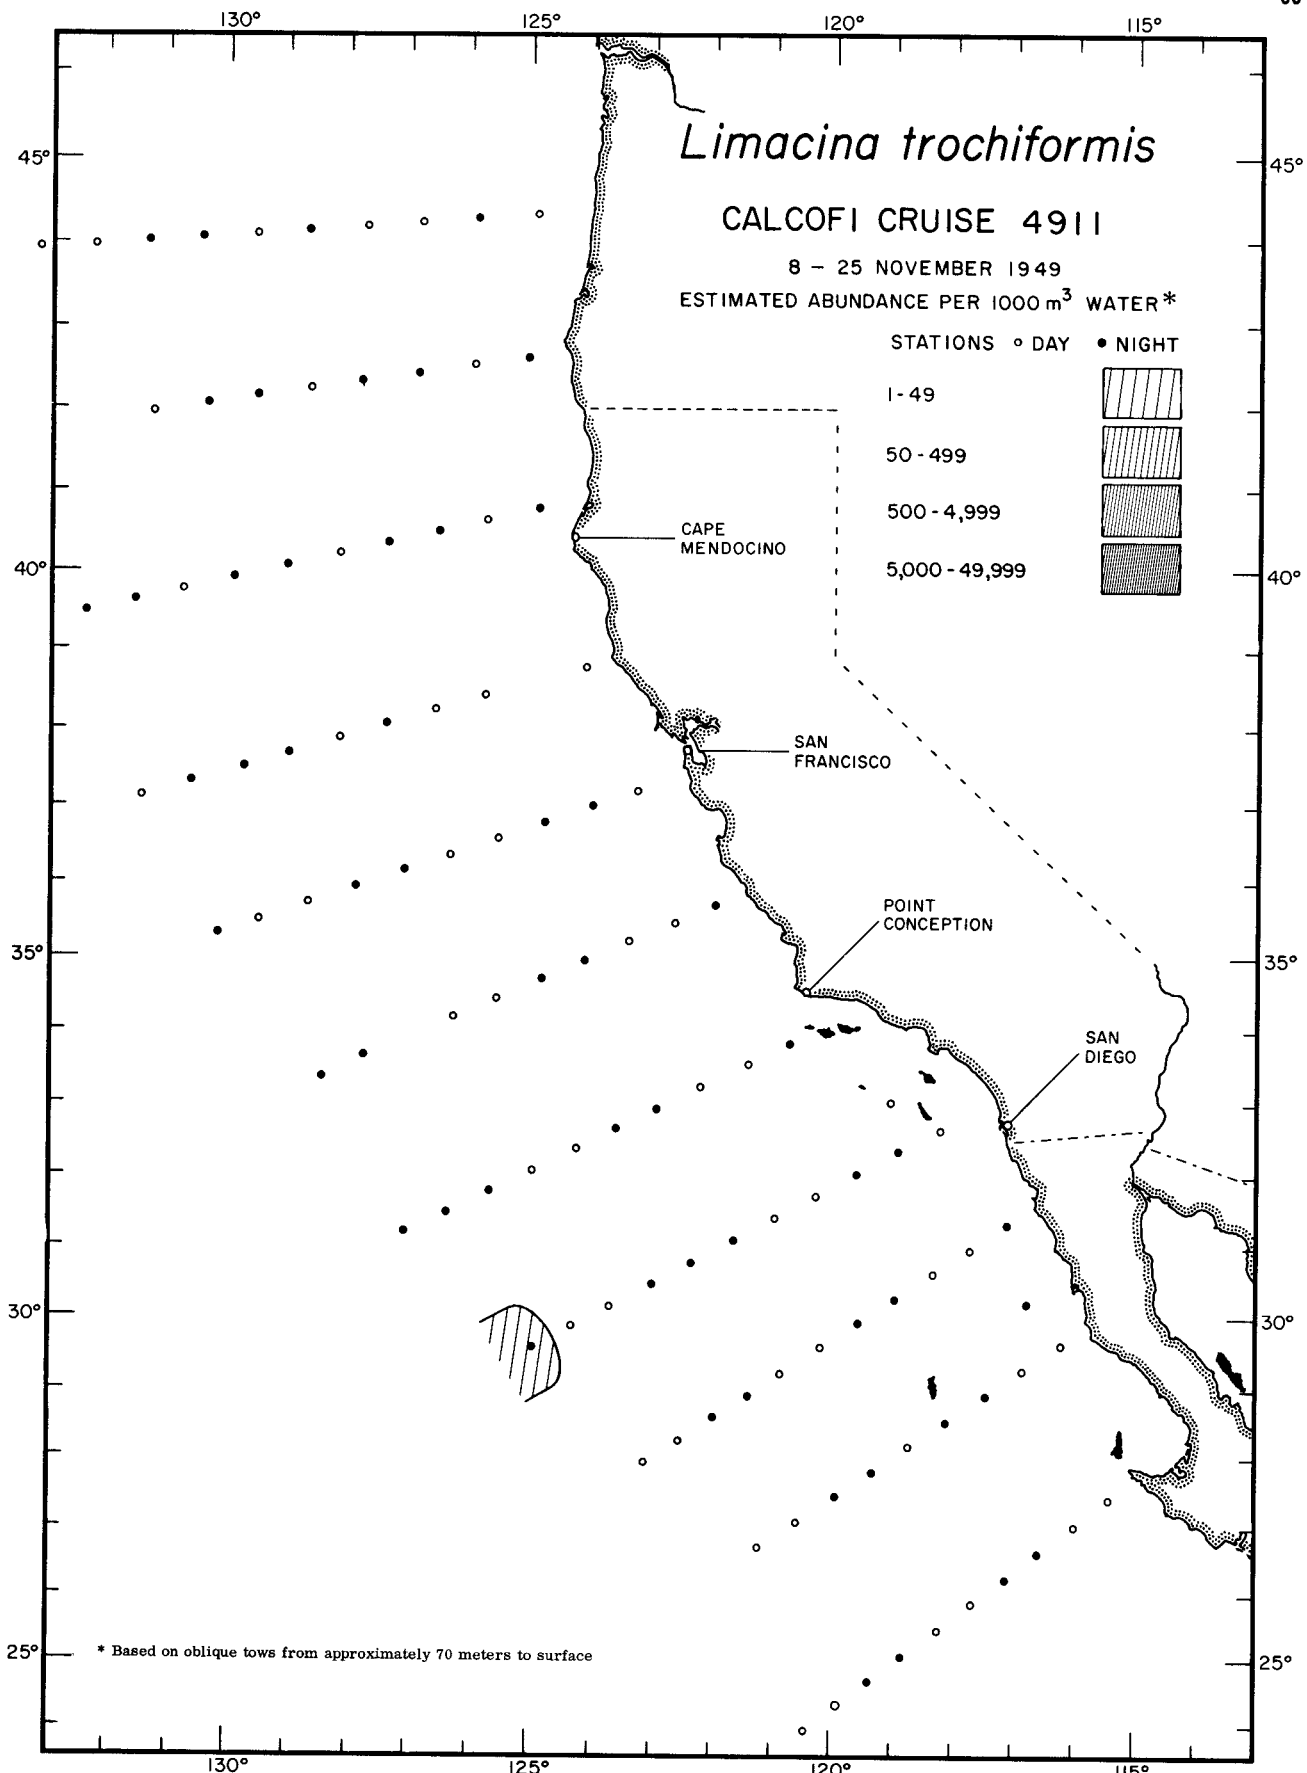 130° 125° 120° 115°
Limacina trochiformis
45° 45°
CALCOFI CRUISE 4911
8 – 25 NOVEMBER 1949
ESTIMATED ABUNDANCE PER 1000 m³ WATER*
STATIONS ○ DAY ● NIGHT
1-49
50-499
500-4,999
5,000-49,999
CAPE
MENDOCINO
40° 40°
SAN
FRANCISCO
POINT
CONCEPTION
35° 35°
SAN
DIEGO
30° 30°
* Based on oblique tows from approximately 70 meters to surface
25° 25°
130° 125° 120° 115°